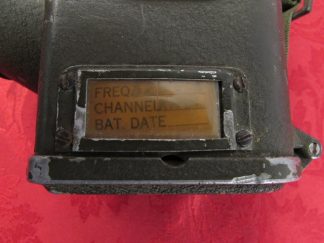 FREQ.
CHANNEL
BAT. DATE